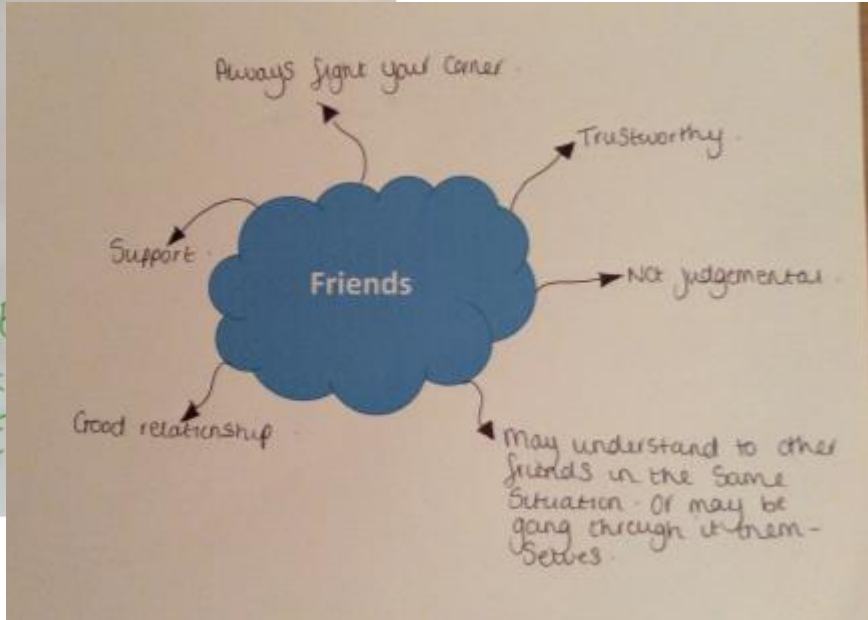 Always fight your corner.
Trustworthy.
Support.
Friends
Not judgemental.
Good relationship.
May understand to other
friends in the same
situation. Or may be
going through it them-
selves.